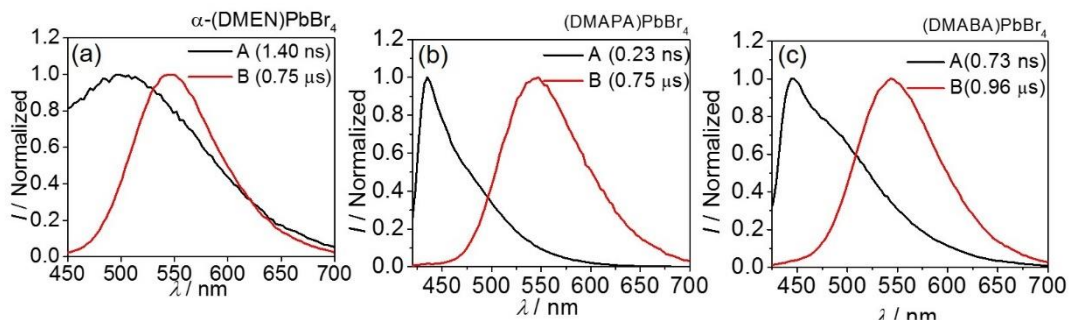 α-(DMEN)PbBr4
(a)
A (1.40 ns)
B (0.75 μs)
I / Normalized
1.2
1.0
0.8
0.6
0.4
0.2
0.0
450 500 550 600 650 700
λ / nm
(DMAPA)PbBr4
(b)
A (0.23 ns)
B (0.75 μs)
I / Normalized
1.2
1.0
0.8
0.6
0.4
0.2
0.0
450 500 550 600 650 700
λ / nm
(DMABA)PbBr4
(c)
A(0.73 ns)
B(0.96 μs)
I / Normalized
1.2
1.0
0.8
0.6
0.4
0.2
0.0
450 500 550 600 650 700
λ / nm